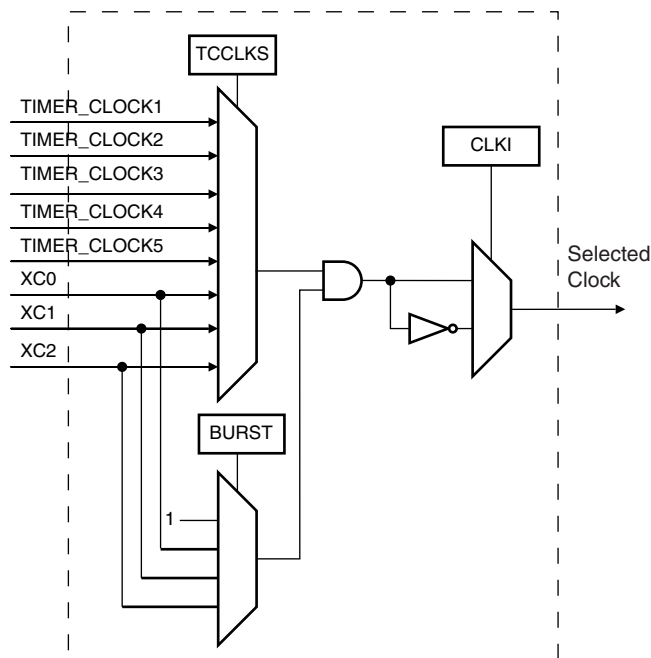 TCCLKS
TIMER_CLOCK1
TIMER_CLOCK2
TIMER_CLOCK3
TIMER_CLOCK4
TIMER_CLOCK5
XC0
XC1
XC2
CLKI
Selected
Clock
BURST
1